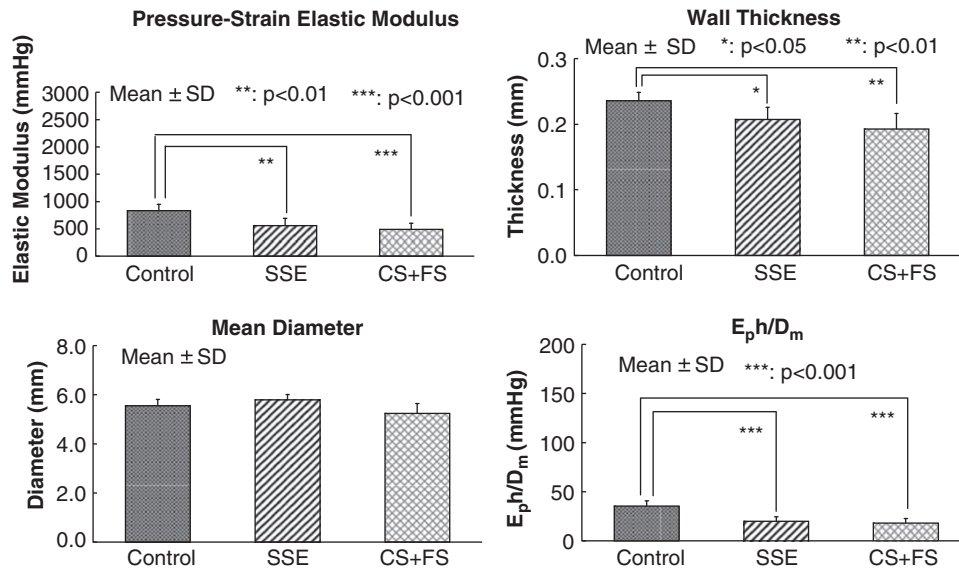 Pressure-Strain Elastic Modulus
Mean ± SD **: p<0.01 ***: p<0.001
Elastic Modulus (mmHg)
3000
2500
2000
1500
1000
500
0
**
***
Control SSE CS+FS
Wall Thickness
Mean ± SD *: p<0.05 **: p<0.01
Thickness (mm)
0.3
0.2
0.1
0.0
*
**
Control SSE CS+FS
Mean Diameter
Mean ± SD
Diameter (mm)
8.0
6.0
4.0
2.0
0.0
Control SSE CS+FS
Eph/Dm
Mean ± SD ***: p<0.001
Eph/Dm (mmHg)
200
150
100
50
0
***
***
Control SSE CS+FS